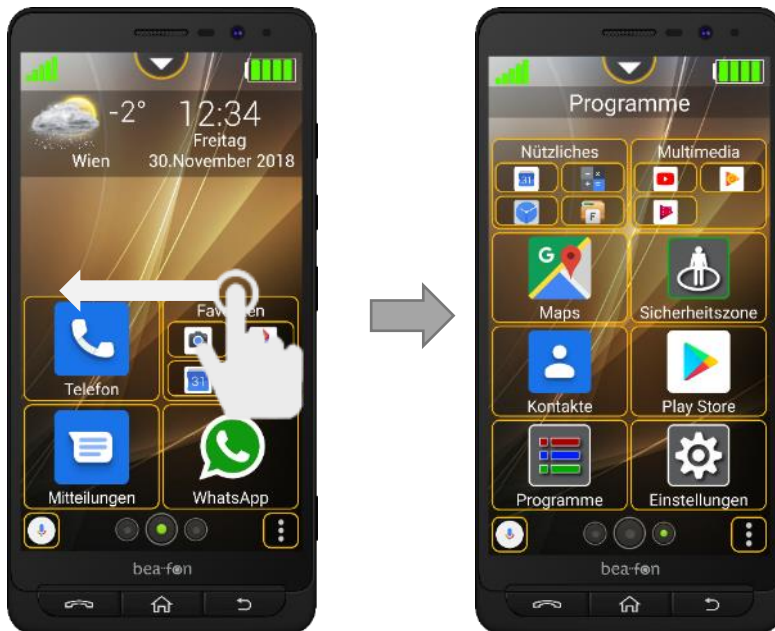 -2°
12:34
Freitag
Wien
30.November 2018
Telefon
Mitteilungen
WhatsApp
bea-fon
Programme
Nützliches
Multimedia
Maps
Sicherheitszone
Kontakte
Play Store
Programme
Einstellungen
bea-fon